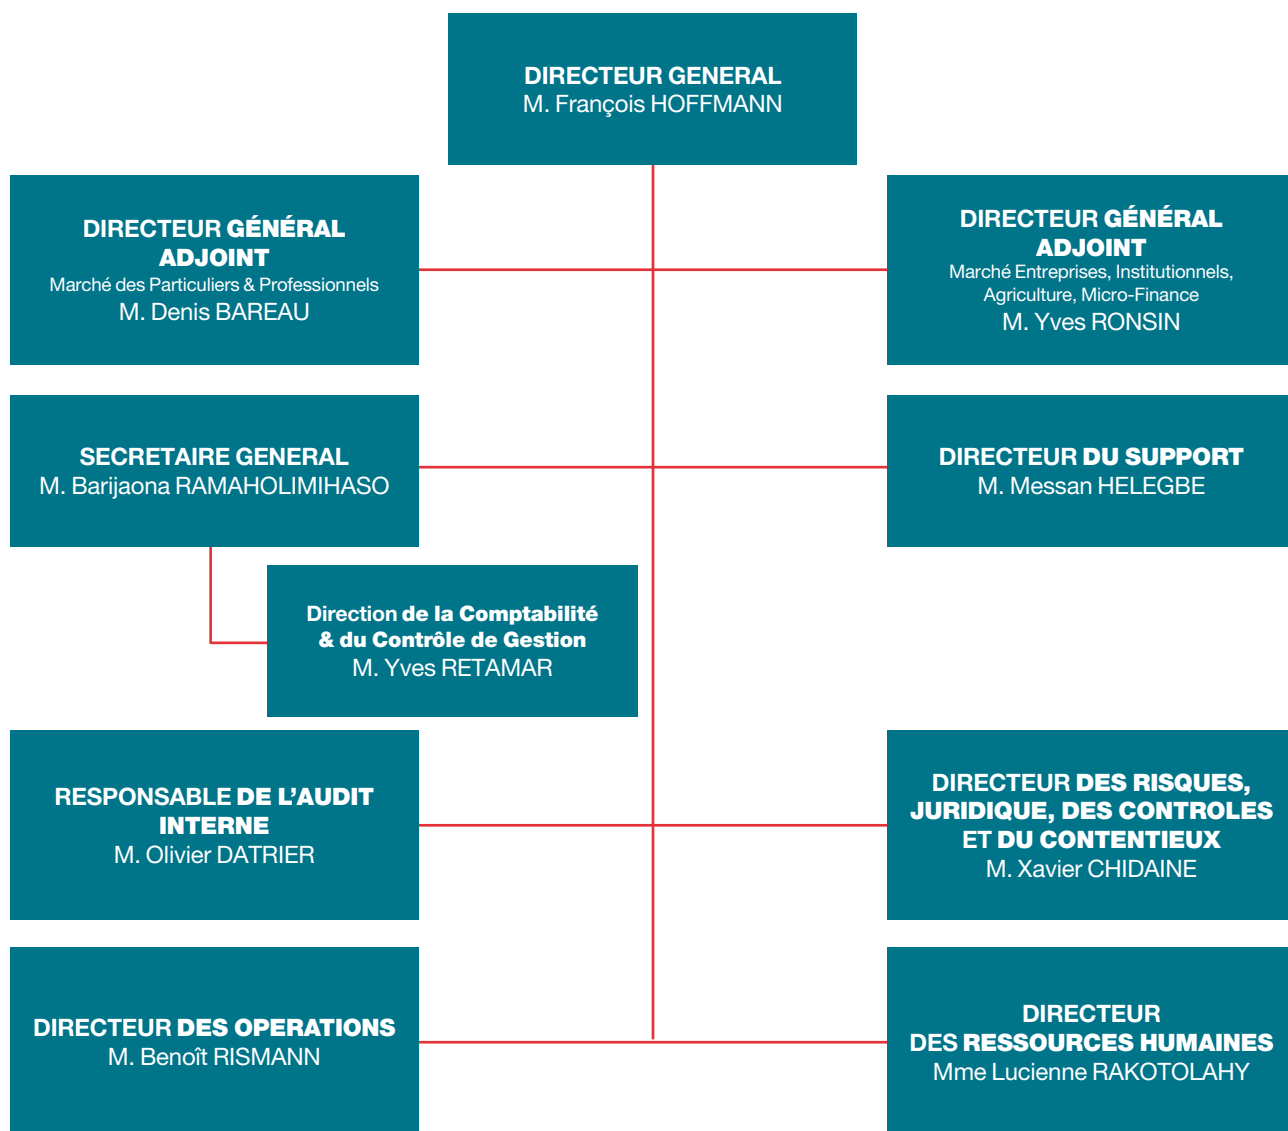 DIRECTEUR GENERAL
M. François HOFFMANN
DIRECTEUR GÉNÉRAL
ADJOINT
Marché des Particuliers & Professionnels
M. Denis BAREAU
DIRECTEUR GÉNÉRAL
ADJOINT
Marché Entreprises, Institutionnels,
Agriculture, Micro-Finance
M. Yves RONSIN
SECRETAIRE GENERAL
M. Barijaona RAMAHOLIMIHASO
DIRECTEUR DU SUPPORT
M. Messan HELEGBE
Direction de la Comptabilité
& du Contrôle de Gestion
M. Yves RETAMAR
RESPONSABLE DE L’AUDIT
INTERNE
M. Olivier DATRIER
DIRECTEUR DES RISQUES,
JURIDIQUE, DES CONTROLES
ET DU CONTENTIEUX
M. Xavier CHIDAINE
DIRECTEUR DES OPERATIONS
M. Benoît RISMANN
DIRECTEUR
DES RESSOURCES HUMAINES
Mme Lucienne RAKOTOLAHY